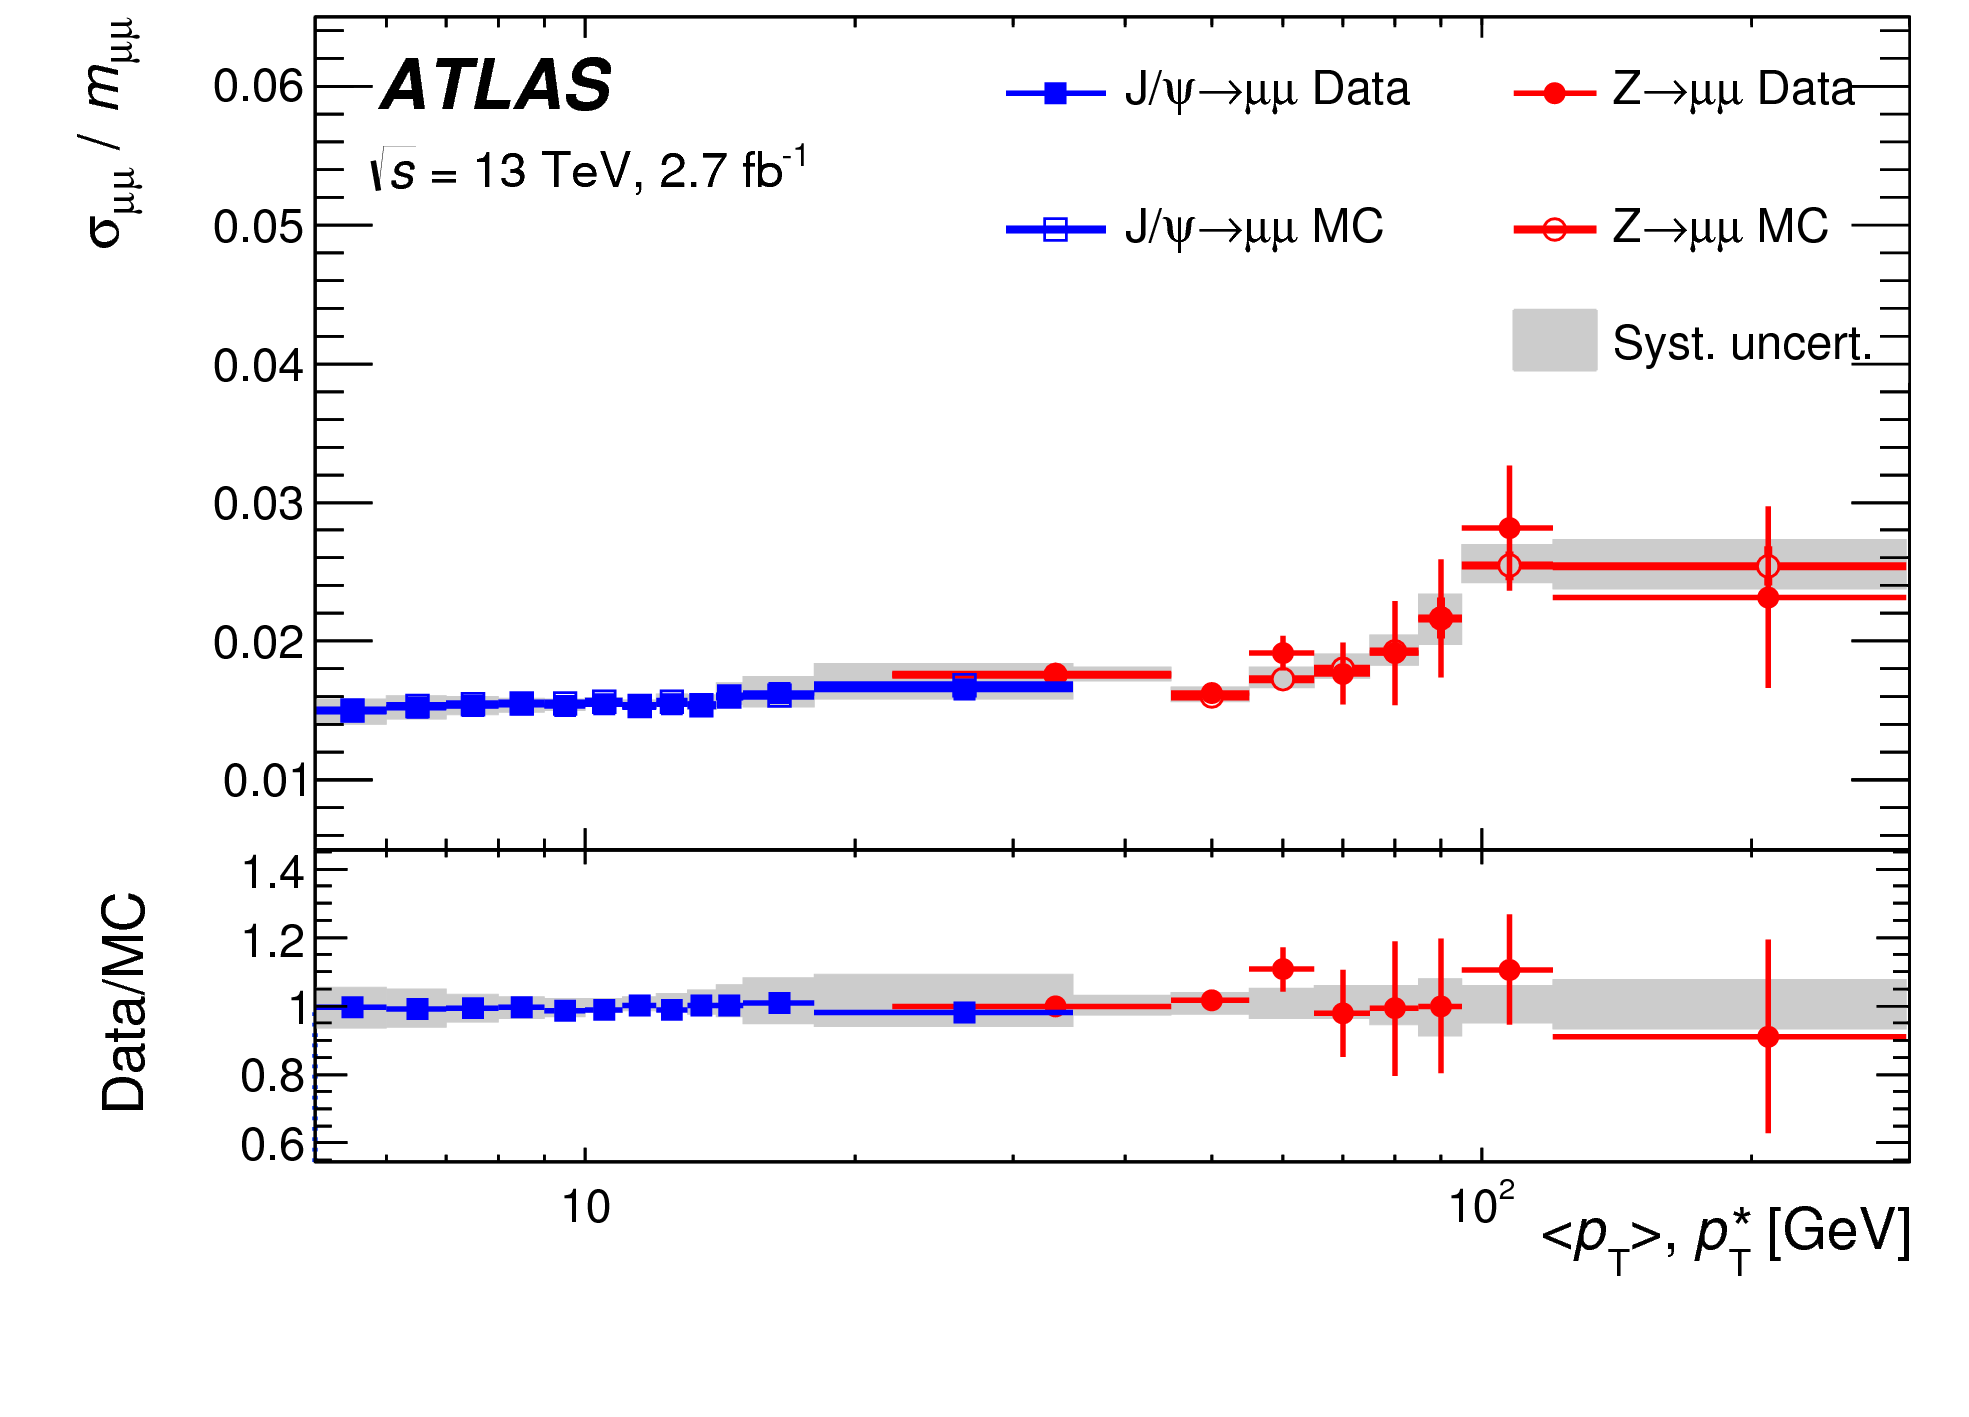 ATLAS
√s = 13 TeV, 2.7 fb⁻¹
J/ψ→μμ Data
Z→μμ Data
J/ψ→μμ MC
Z→μμ MC
Syst. uncert.
σμμ / mμμ
0.06
0.05
0.04
0.03
0.02
0.01
Data/MC
1.4
1.2
1
0.8
0.6
10
10²
<p_T>, p*_T [GeV]